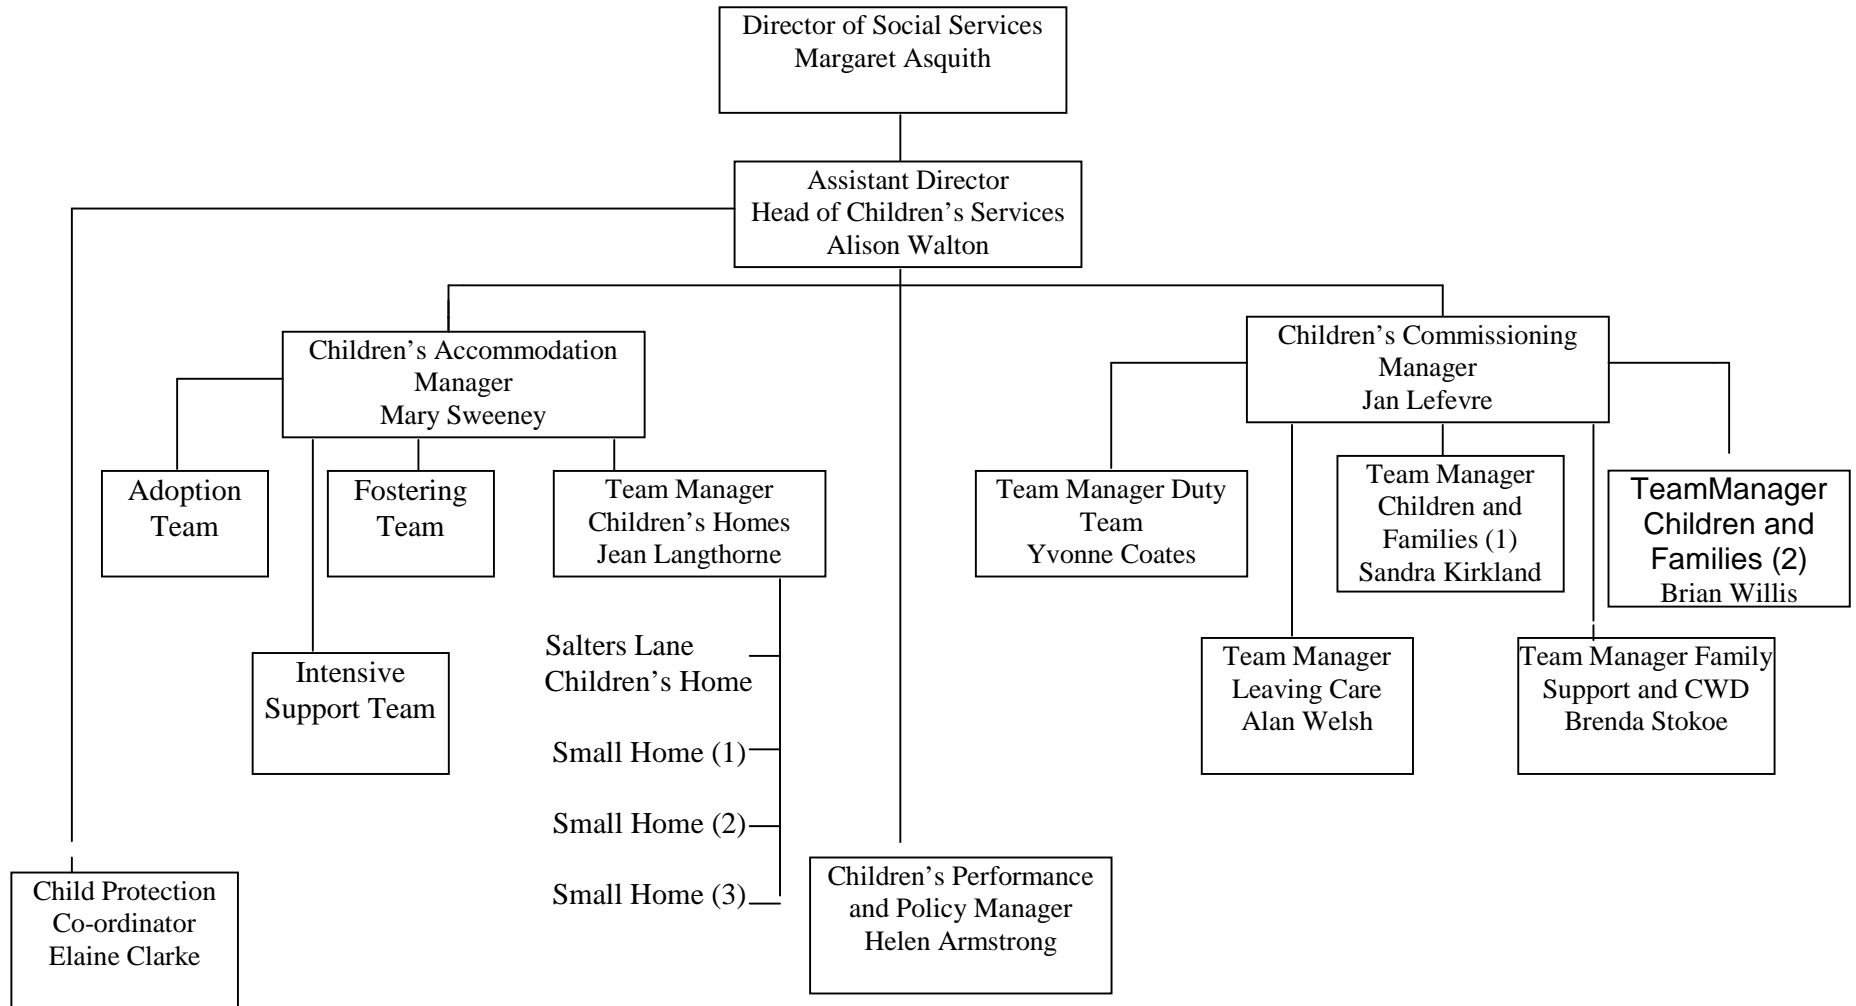 Director of Social Services
Margaret Asquith
Assistant Director
Head of Children’s Services
Alison Walton
Children’s Accommodation
Manager
Mary Sweeney
Children’s Commissioning
Manager
Jan Lefevre
Adoption
Team
Fostering
Team
Team Manager
Children’s Homes
Jean Langthorne
Team Manager Duty
Team
Yvonne Coates
Team Manager
Children and
Families (1)
Sandra Kirkland
TeamManager
Children and
Families (2)
Brian Willis
Intensive
Support Team
Salters Lane
Children’s Home
Small Home (1)
Small Home (2)
Small Home (3)
Team Manager
Leaving Care
Alan Welsh
Team Manager Family
Support and CWD
Brenda Stokoe
Child Protection
Co-ordinator
Elaine Clarke
Children’s Performance
and Policy Manager
Helen Armstrong